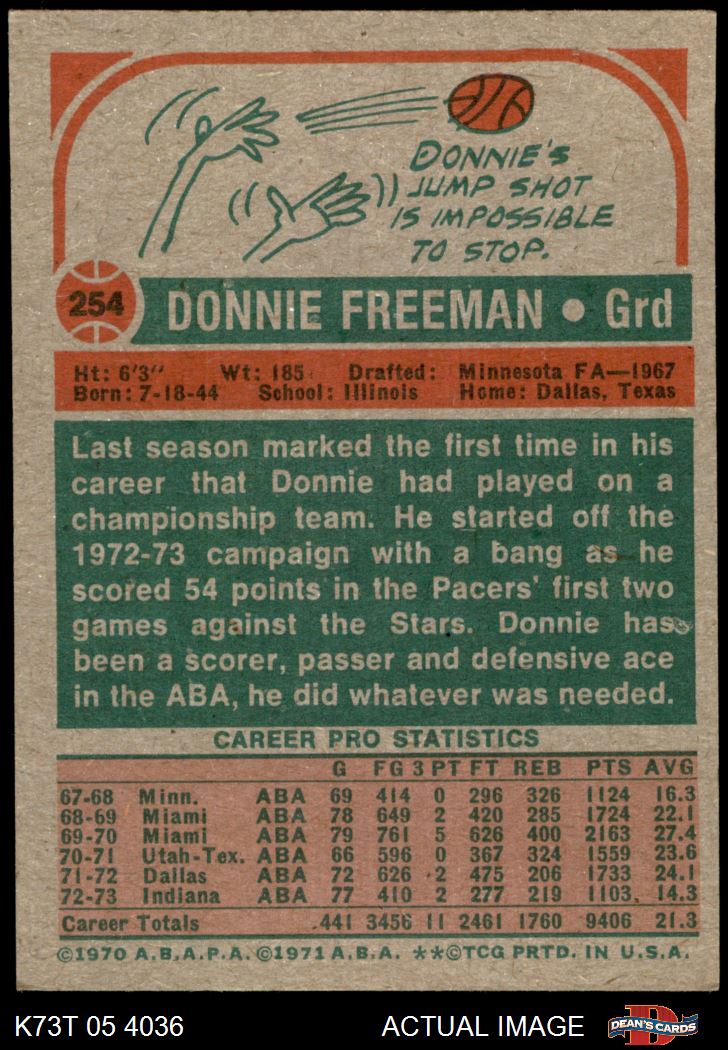 DONNIE'S
JUMP SHOT
IS IMPOSSIBLE
TO STOP.
254 DONNIE FREEMAN • Grd
Ht: 6'3" Wt: 185 Drafted: Minnesota FA—1967
Born: 7-18-44 School: Illinois Home: Dallas, Texas
Last season marked the first time in his
career that Donnie had played on a
championship team. He started off the
1972-73 campaign with a bang as he
scored 54 points in the Pacers' first two
games against the Stars. Donnie has
been a scorer, passer and defensive ace
in the ABA, he did whatever was needed.
CAREER PRO STATISTICS
G FG 3PT FT REB PTS AVG
67-68 Minn. ABA 69 414 0 296 326 1124 16.3
68-69 Miami ABA 78 649 2 420 285 1724 22.1
69-70 Miami ABA 79 761 5 626 400 2163 27.4
70-71 Utah-Tex. ABA 66 596 0 367 324 1559 23.6
71-72 Dallas ABA 72 626 2 475 206 1733 24.1
72-73 Indiana ABA 77 410 2 277 219 1103 14.3
Career Totals 441 3456 11 2461 1760 9406 21.3
©1970 A.B.A.P.A. ©1971 A.B.A. **©TCG PRTD. IN U.S.A.
K73T 05 4036 ACTUAL IMAGE D DEAN'S CARDS